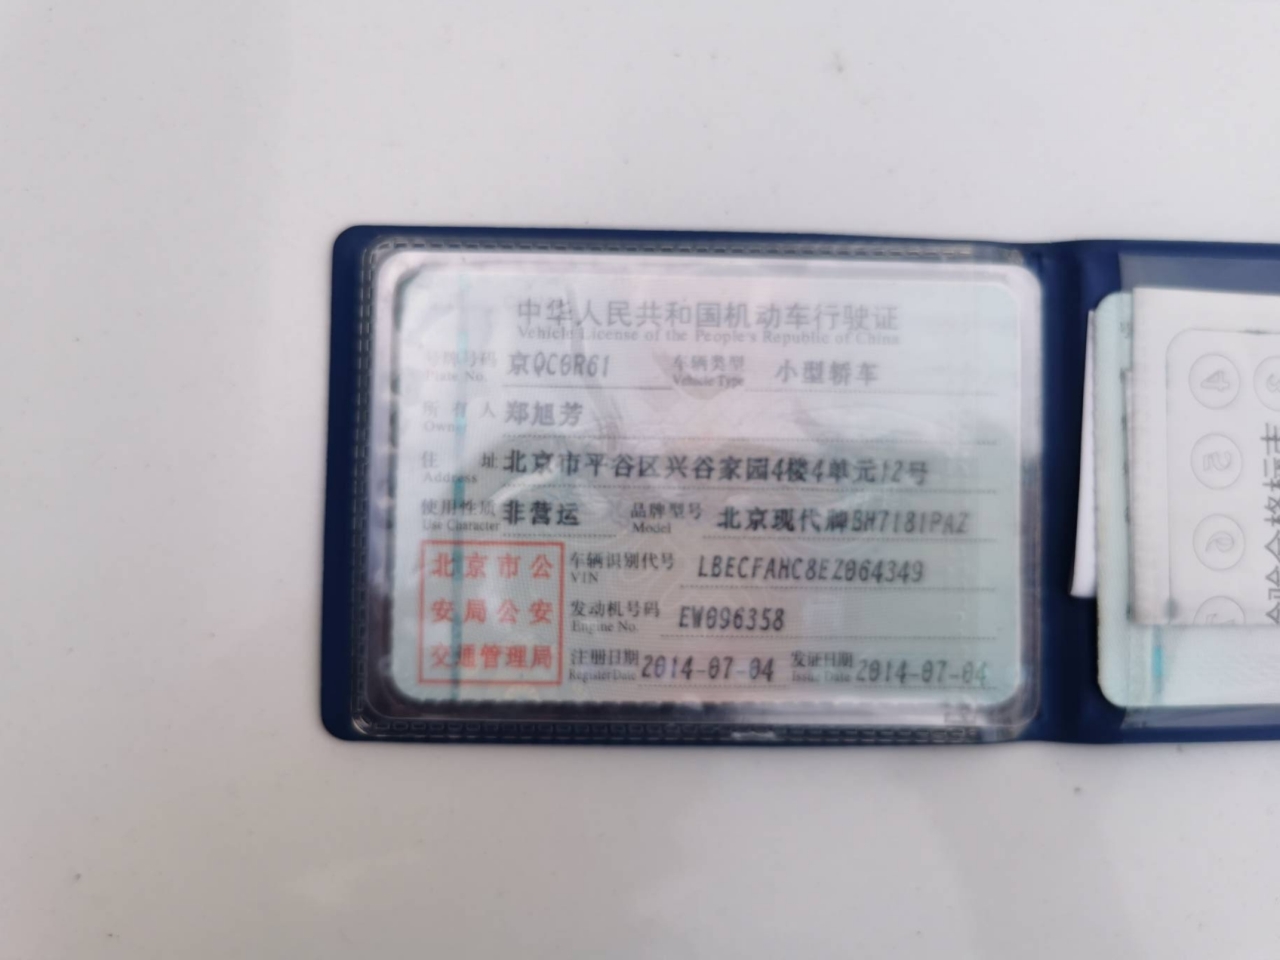 中华人民共和国机动车行驶证
Vehicle License of the People's Republic of China
号牌号码 京QC0R61 车辆类型 小型轿车
Plate No. Vehicle Type
所有人 郑旭芳
Owner
住址 北京市平谷区兴谷家园4楼4单元12号
Address
使用性质 非营运 品牌型号 北京现代牌BH7181PAZ
Use Character Model
北京市公
安局公安
交通管理局
车辆识别代号 LBECFAHC8EZ064349
VIN
发动机号码 EW096358
Engine No.
注册日期 2014-07-04 发证日期 2014-07-04
Register Date Issue Date